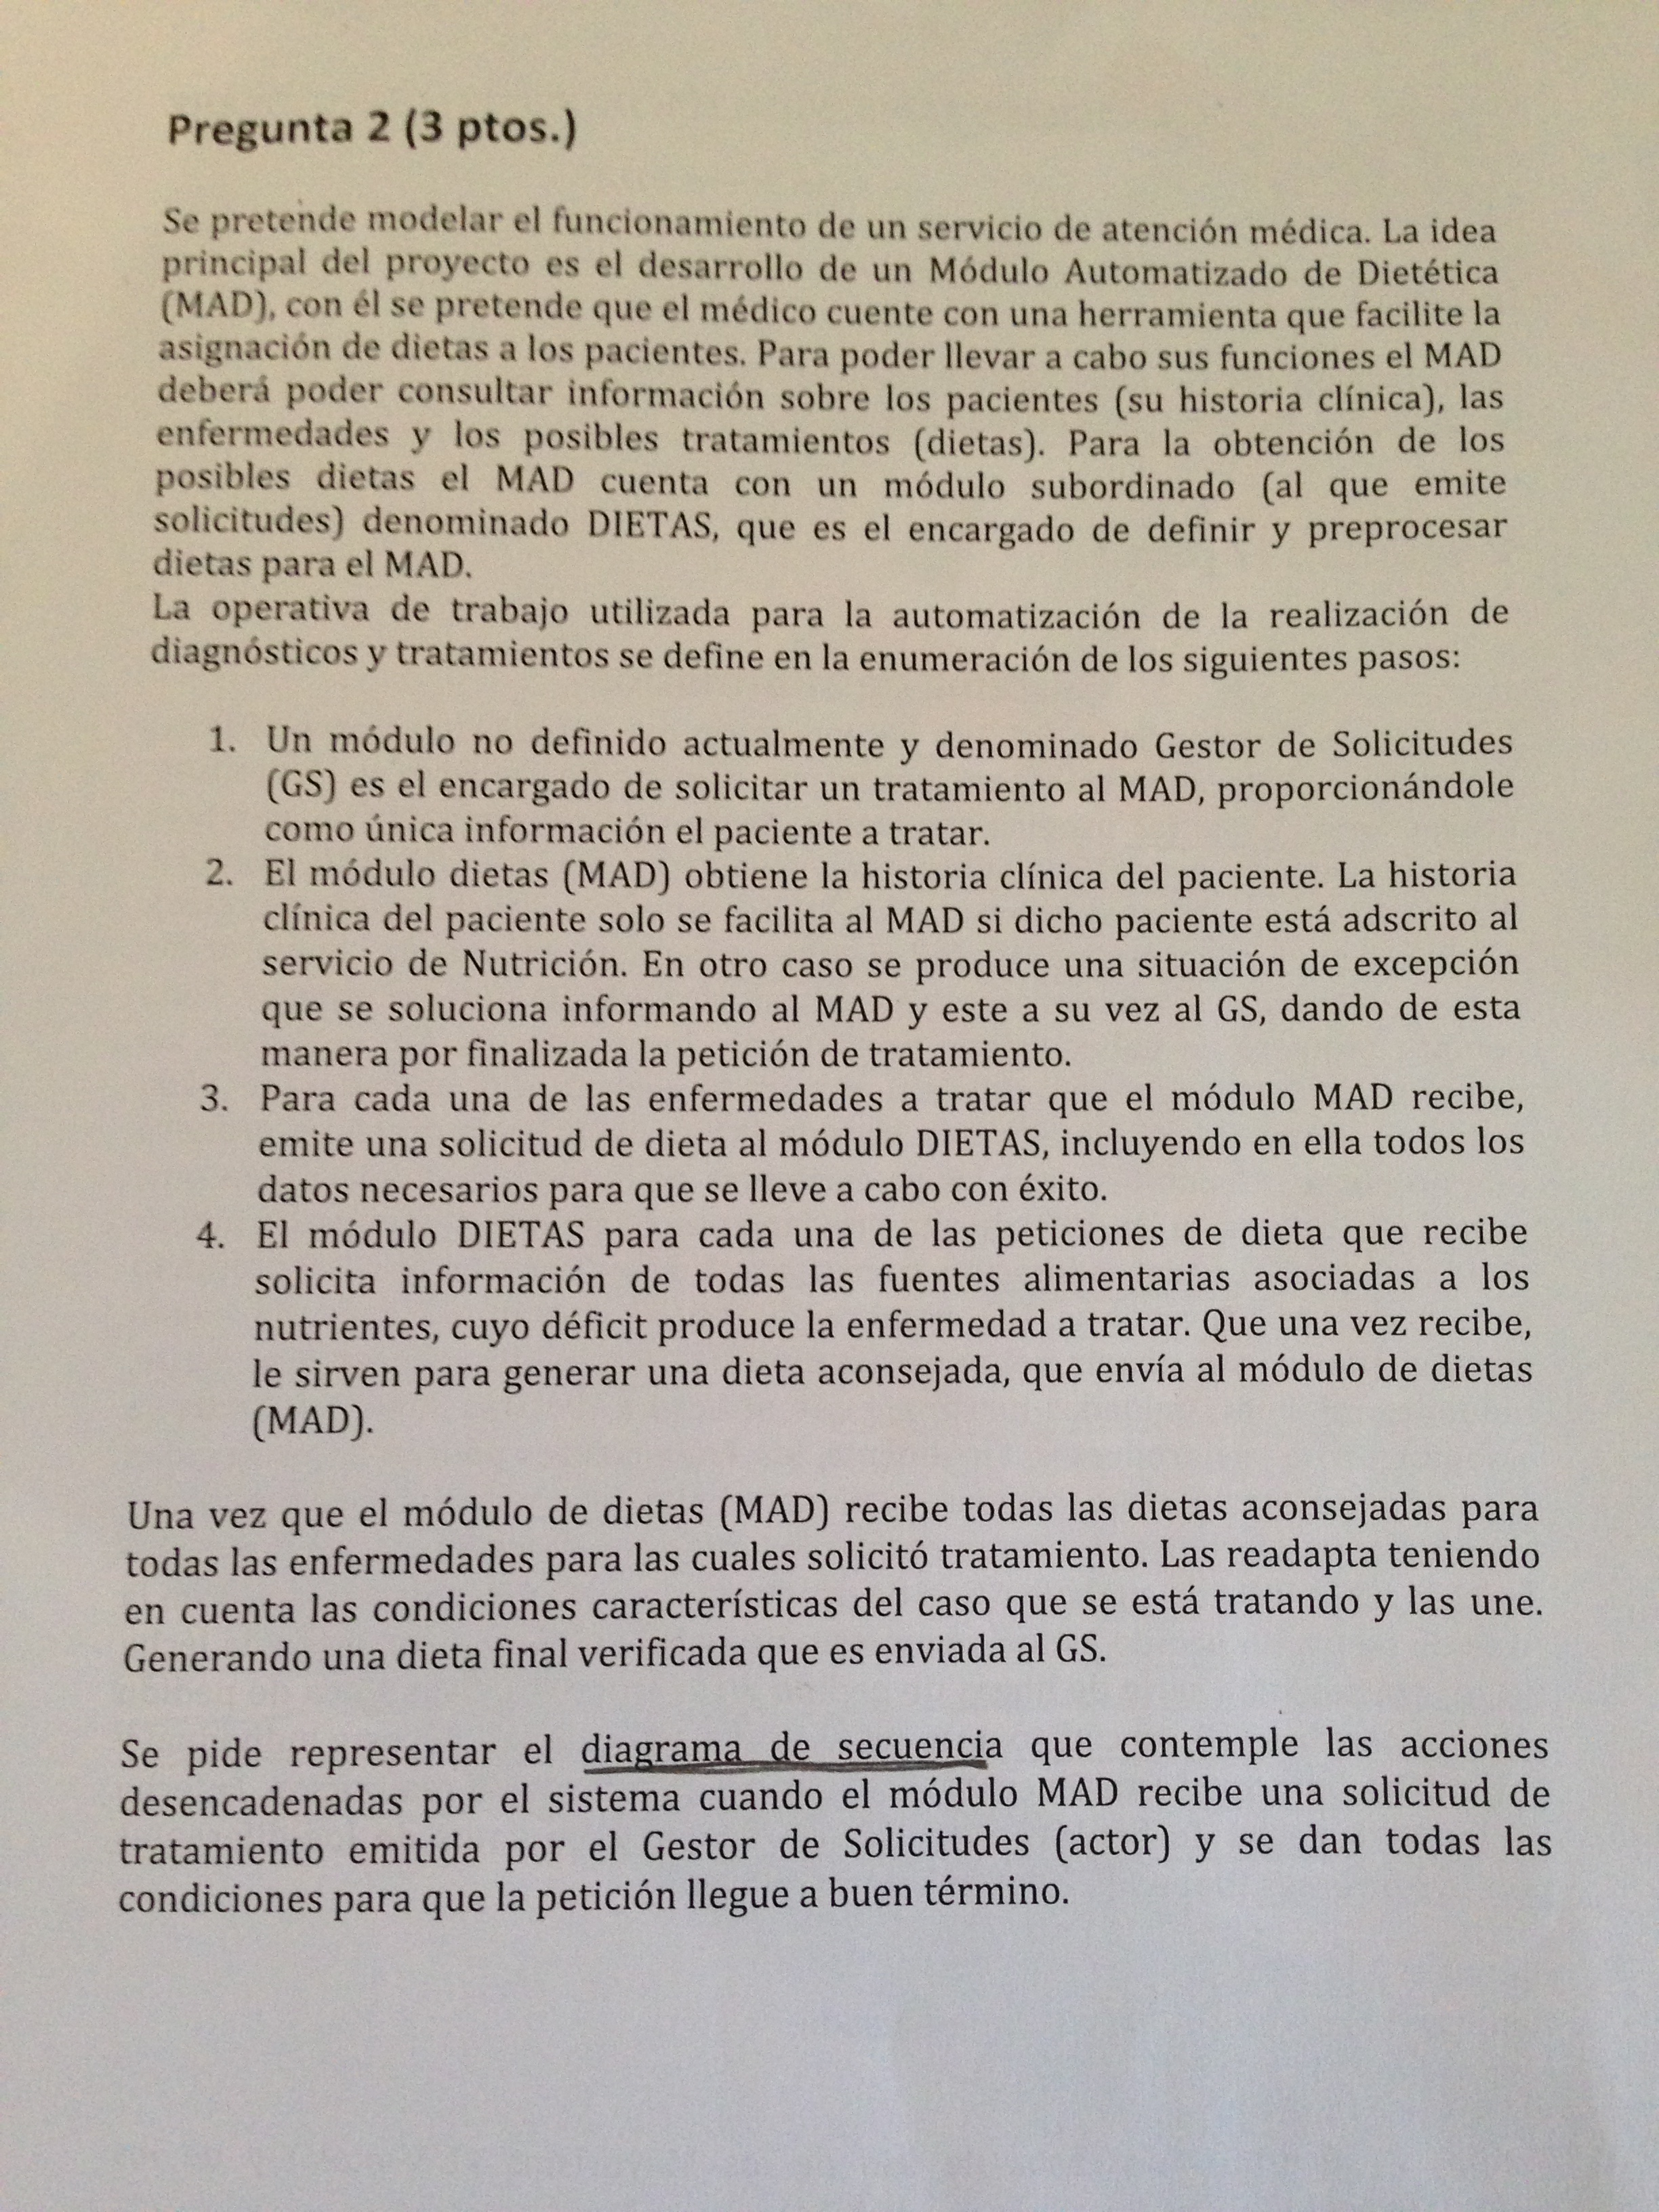 Pregunta 2 (3 ptos.)
Se pretende modelar el funcionamiento de un servicio de atención médica. La idea
principal del proyecto es el desarrollo de un Módulo Automatizado de Dietética
(MAD), con él se pretende que el médico cuente con una herramienta que facilite la
asignación de dietas a los pacientes. Para poder llevar a cabo sus funciones el MAD
deberá poder consultar información sobre los pacientes (su historia clínica), las
enfermedades y los posibles tratamientos (dietas). Para la obtención de los
posibles dietas el MAD cuenta con un módulo subordinado (al que emite
solicitudes) denominado DIETAS, que es el encargado de definir y preprocesar
dietas para el MAD.
La operativa de trabajo utilizada para la automatización de la realización de
diagnósticos y tratamientos se define en la enumeración de los siguientes pasos:
1. Un módulo no definido actualmente y denominado Gestor de Solicitudes
(GS) es el encargado de solicitar un tratamiento al MAD, proporcionándole
como única información el paciente a tratar.
2. El módulo dietas (MAD) obtiene la historia clínica del paciente. La historia
clínica del paciente solo se facilita al MAD si dicho paciente está adscrito al
servicio de Nutrición. En otro caso se produce una situación de excepción
que se soluciona informando al MAD y este a su vez al GS, dando de esta
manera por finalizada la petición de tratamiento.
3. Para cada una de las enfermedades a tratar que el módulo MAD recibe,
emite una solicitud de dieta al módulo DIETAS, incluyendo en ella todos los
datos necesarios para que se lleve a cabo con éxito.
4. El módulo DIETAS para cada una de las peticiones de dieta que recibe
solicita información de todas las fuentes alimentarias asociadas a los
nutrientes, cuyo déficit produce la enfermedad a tratar. Que una vez recibe,
le sirven para generar una dieta aconsejada, que envía al módulo de dietas
(MAD).
Una vez que el módulo de dietas (MAD) recibe todas las dietas aconsejadas para
todas las enfermedades para las cuales solicitó tratamiento. Las readapta teniendo
en cuenta las condiciones características del caso que se está tratando y las une.
Generando una dieta final verificada que es enviada al GS.
Se pide representar el diagrama de secuencia que contemple las acciones
desencadenadas por el sistema cuando el módulo MAD recibe una solicitud de
tratamiento emitida por el Gestor de Solicitudes (actor) y se dan todas las
condiciones para que la petición llegue a buen término.